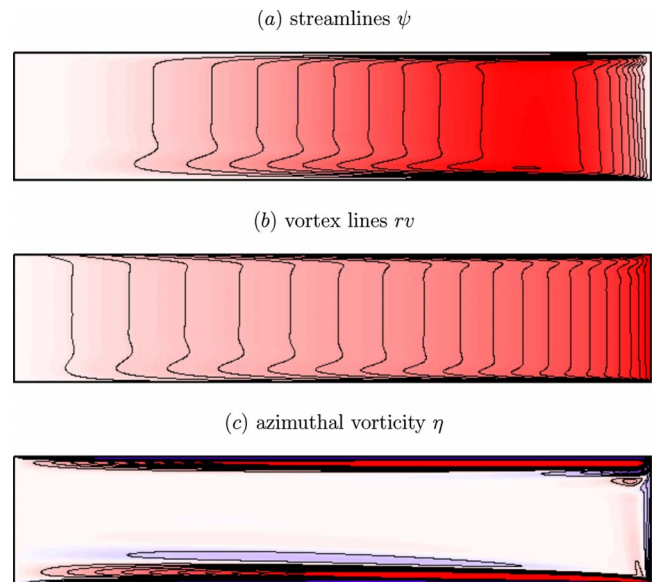 (a) streamlines ψ
(b) vortex lines rv
(c) azimuthal vorticity η